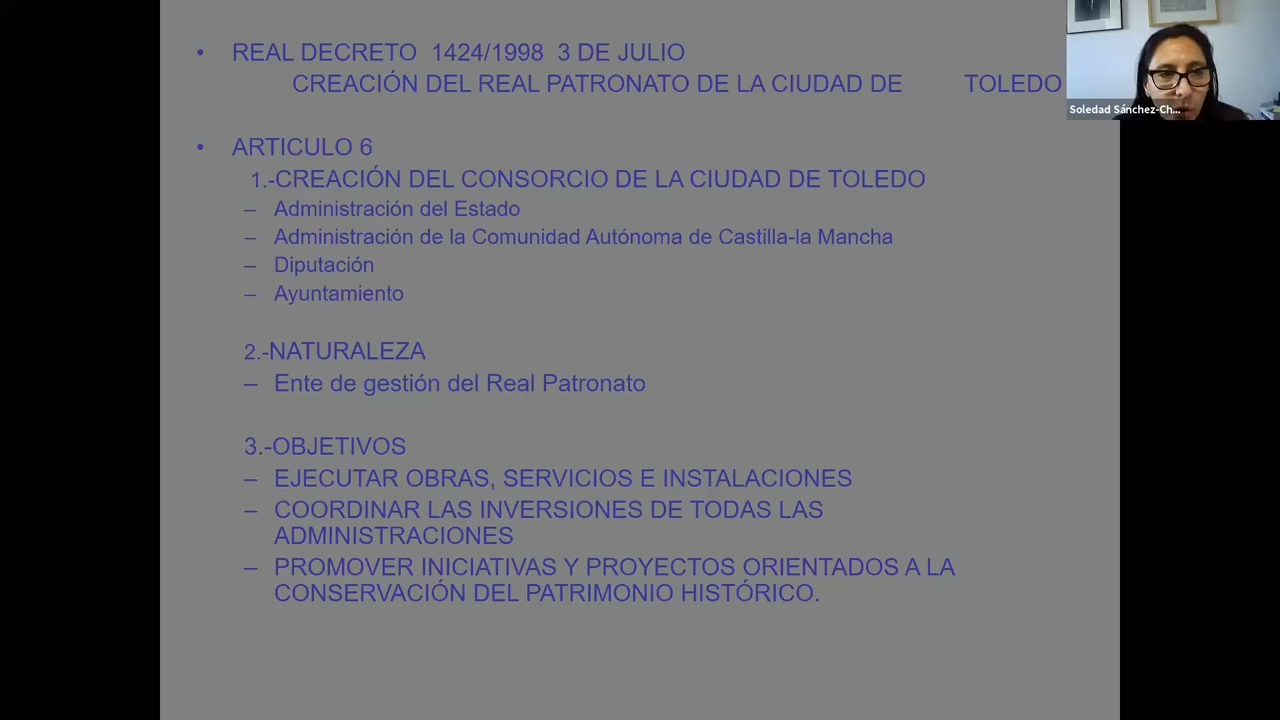 • REAL DECRETO 1424/1998 3 DE JULIO
CREACIÓN DEL REAL PATRONATO DE LA CIUDAD DE TOLEDO
Soledad Sánchez-Ch...
• ARTICULO 6
1.-CREACIÓN DEL CONSORCIO DE LA CIUDAD DE TOLEDO
– Administración del Estado
– Administración de la Comunidad Autónoma de Castilla-la Mancha
– Diputación
– Ayuntamiento
2.-NATURALEZA
– Ente de gestión del Real Patronato
3.-OBJETIVOS
– EJECUTAR OBRAS, SERVICIOS E INSTALACIONES
– COORDINAR LAS INVERSIONES DE TODAS LAS
ADMINISTRACIONES
– PROMOVER INICIATIVAS Y PROYECTOS ORIENTADOS A LA
CONSERVACIÓN DEL PATRIMONIO HISTÓRICO.